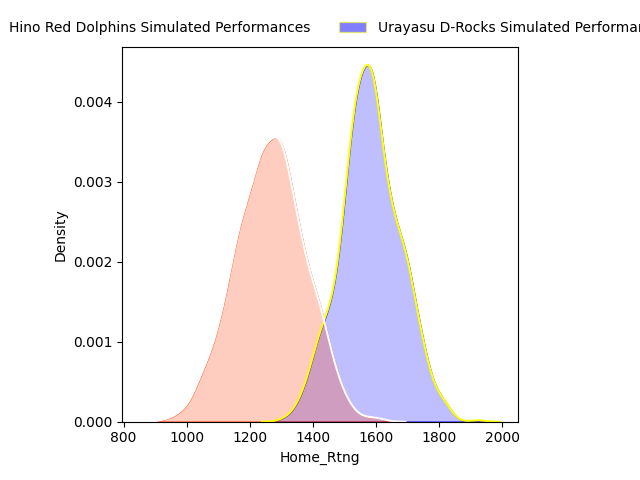 Hino Red Dolphins Simulated Performances
Urayasu D-Rocks Simulated Performan
0.004
0.003
0.002
0.001
0.000
Density
800 1000 1200 1400 1600 1800 2000
Home_Rtng